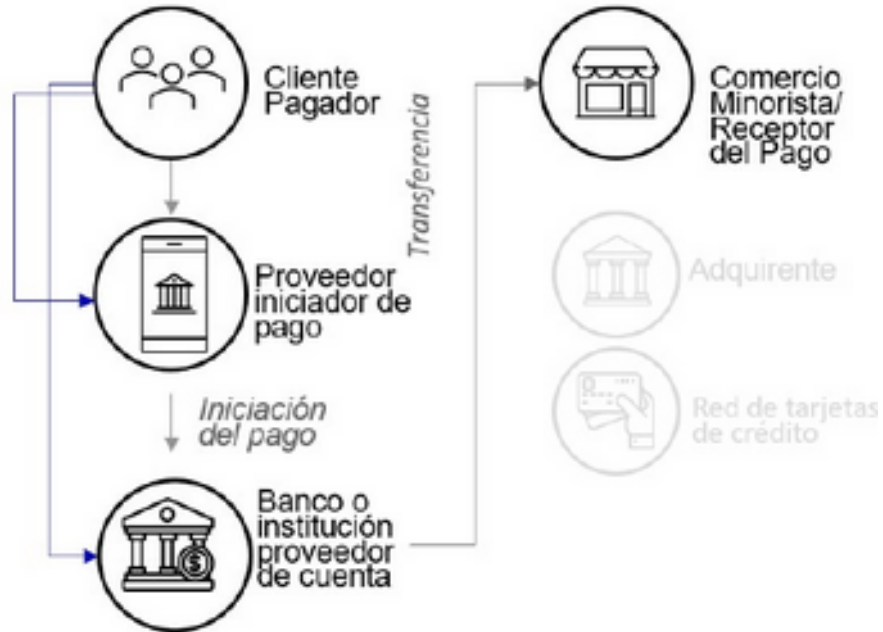 Cliente
Pagador
Transferencia
Comercio
Minorista/
Receptor
del Pago
Proveedor
iniciador de
pago
Adquirente
Iniciación
del pago
Red de tarjetas
de crédito
Banco o
institución
proveedor
de cuenta
$